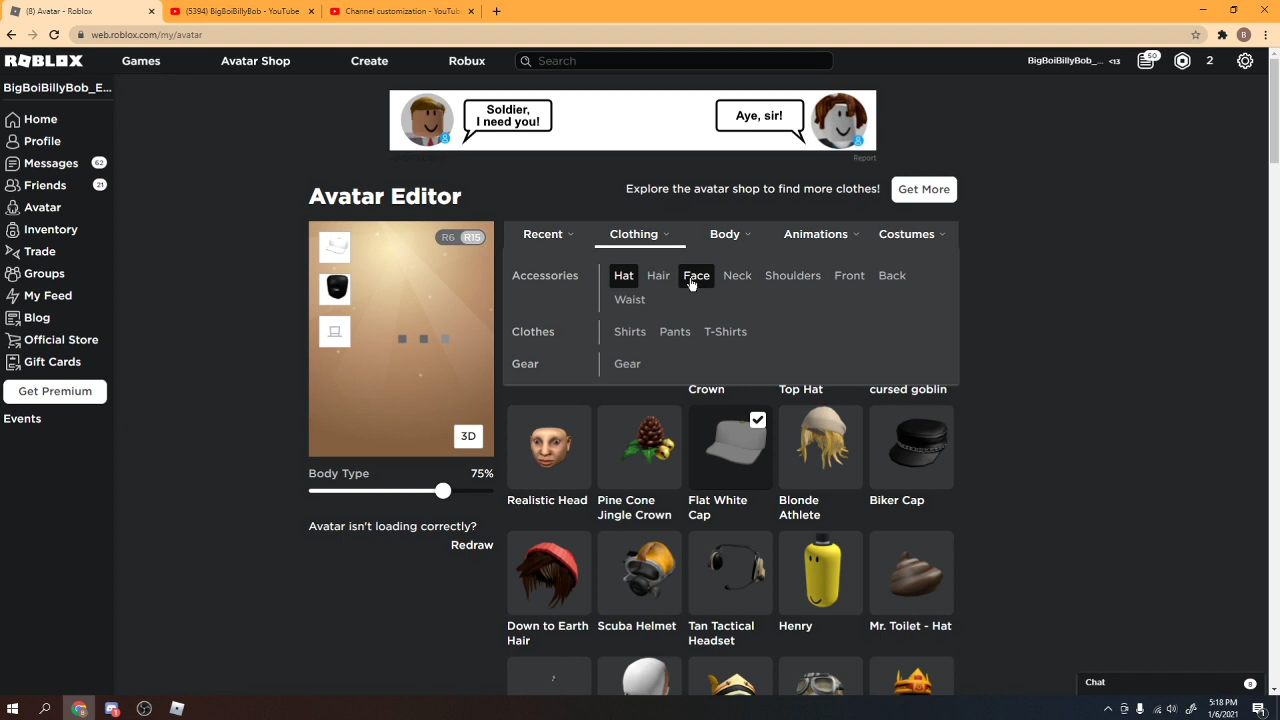 (8) Avatar - Roblox
(5394) BigBoiBillyBob - YouTube
Channel customization - YouTube
web.roblox.com/my/avatar
B
ROBLOX
Games
Avatar Shop
Create
Robux
Search
BigBoiBillyBob_... <13
50
2
BigBoiBillyBob_E...
Home
Profile
Messages 62
Friends 21
Avatar
Inventory
Trade
Groups
My Feed
Blog
Official Store
Gift Cards
Get Premium
Events
Soldier,
I need you!
Aye, sir!
Report
Avatar Editor
Explore the avatar shop to find more clothes!
Get More
R6 R15
3D
Body Type 75%
Avatar isn't loading correctly?
Redraw
Recent
Clothing
Body
Animations
Costumes
Accessories
Hat Hair Face Neck Shoulders Front Back
Waist
Clothes
Shirts Pants T-Shirts
Gear
Gear
Crown
Top Hat
cursed goblin
Realistic Head
Pine Cone
Jingle Crown
Flat White
Cap
Blonde
Athlete
Biker Cap
Down to Earth
Hair
Scuba Helmet
Tan Tactical
Headset
Henry
Mr. Toilet - Hat
Chat 8
5:18 PM
1/6/2021